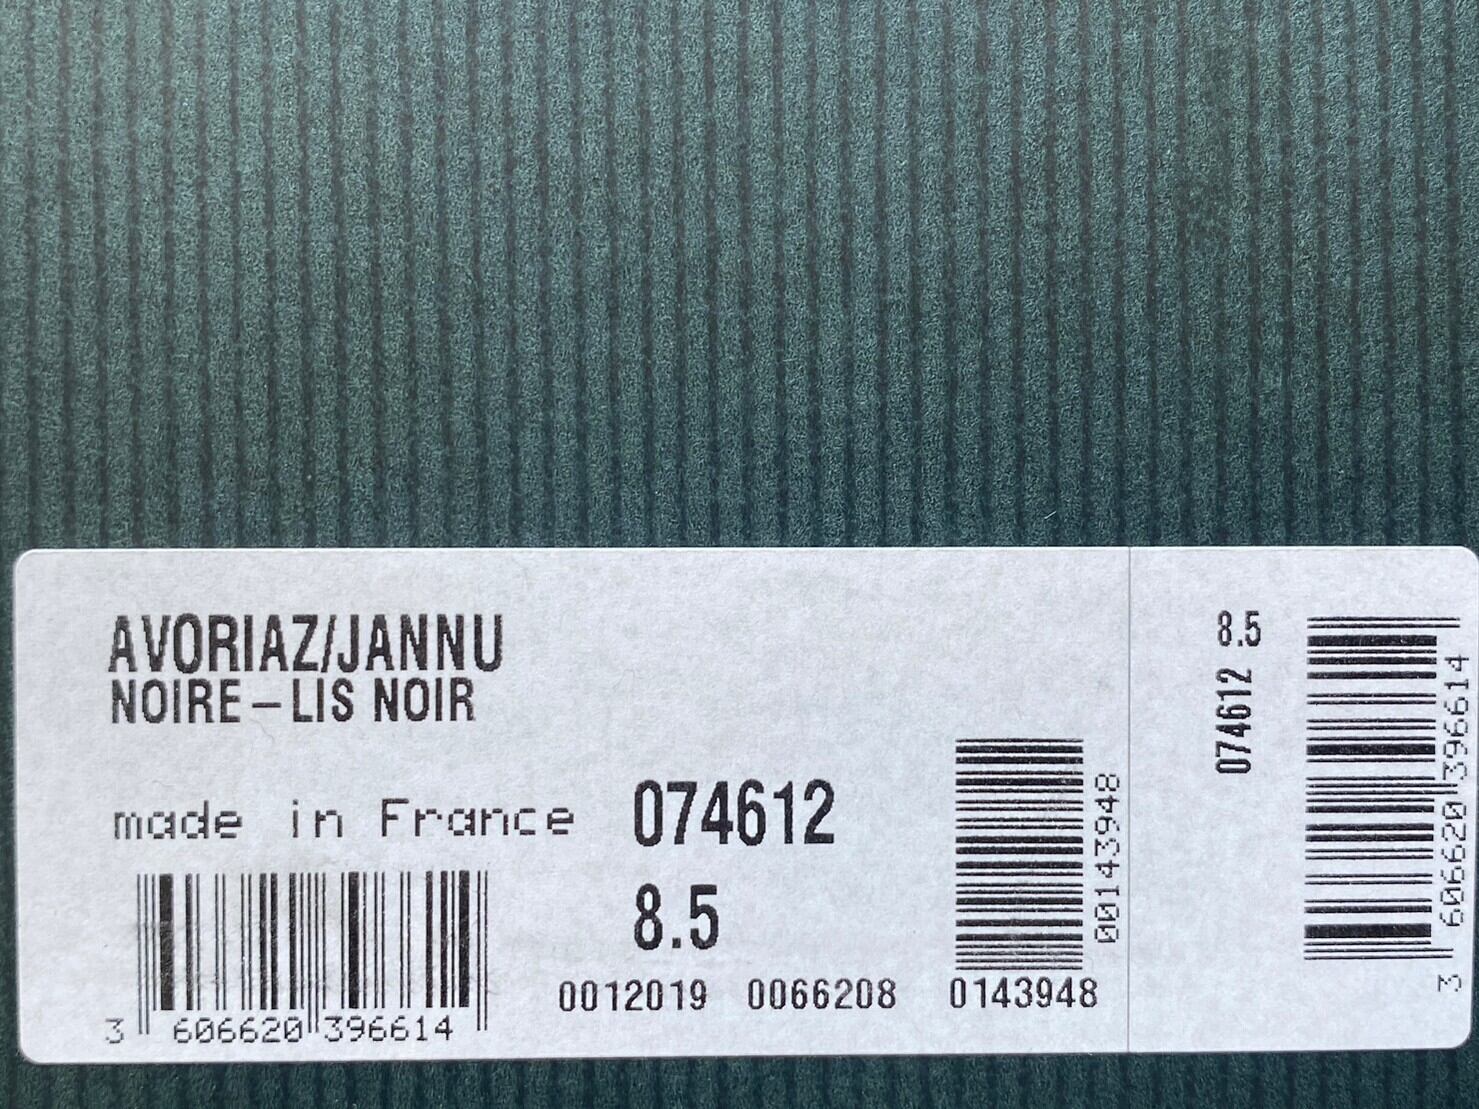 AVORIAZ/JANNU
NOIRE-LIS NOIR
made in France
074612
8.5
3 606620 396614
0012019 0066208 0143948
00143948
074612 8.5
3 606620 396614